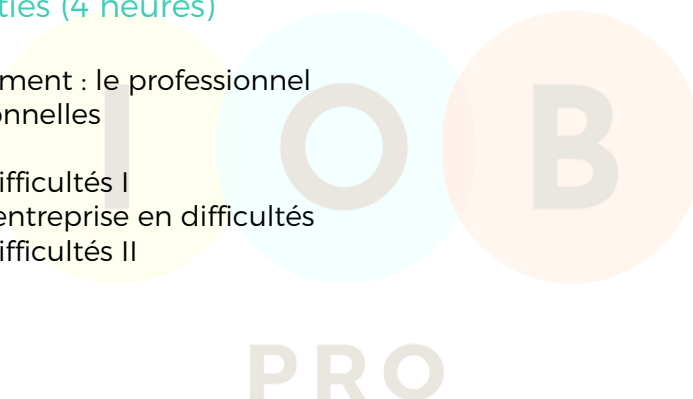 ties (4 heures)
ment : le professionnel
onnelles
ifficultés I
entreprise en difficultés
ifficultés II
I O B
PRO